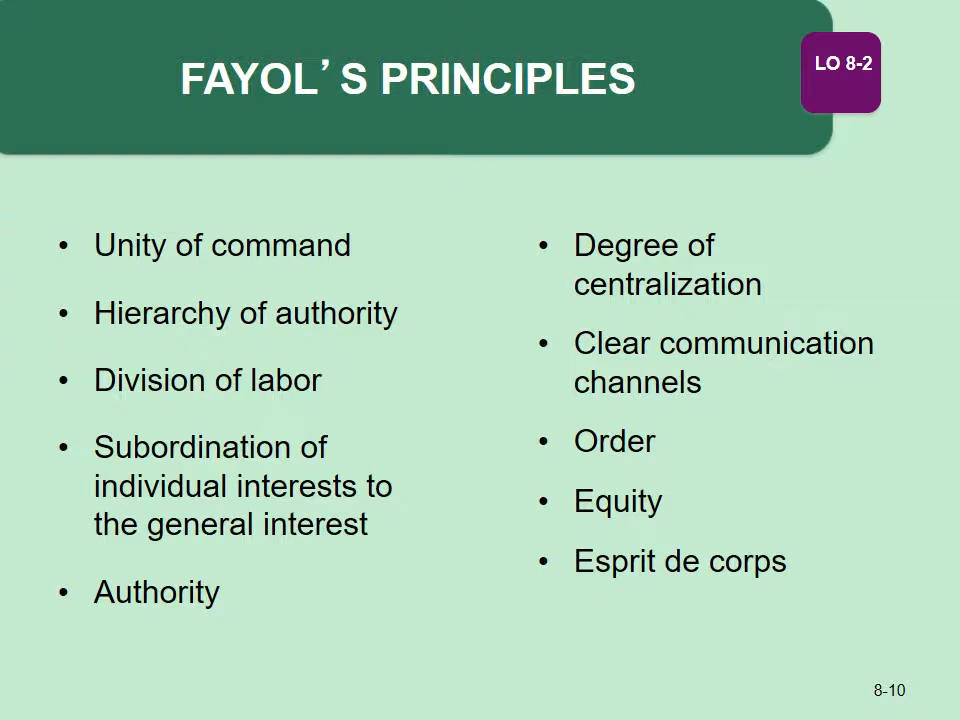 FAYOL’S PRINCIPLES
LO 8-2
• Unity of command
• Hierarchy of authority
• Division of labor
• Subordination of
individual interests to
the general interest
• Authority
• Degree of
centralization
• Clear communication
channels
• Order
• Equity
• Esprit de corps
8-10